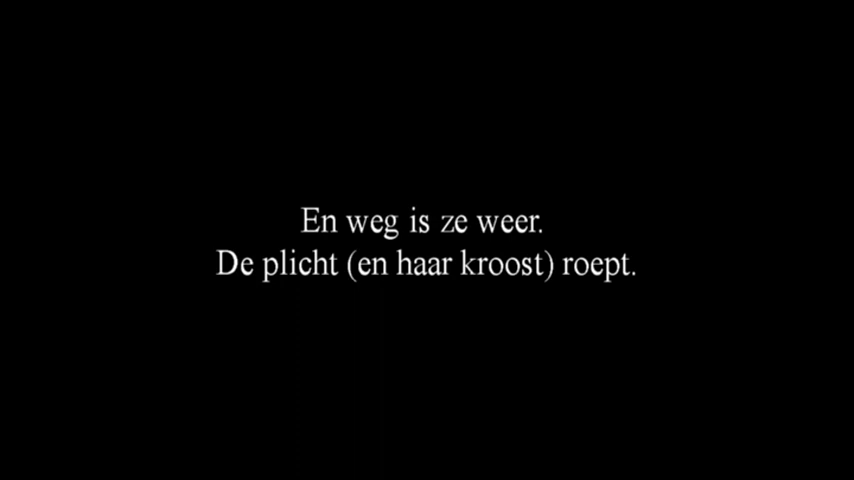 En weg is ze weer.
De plicht (en haar kroost) roept.